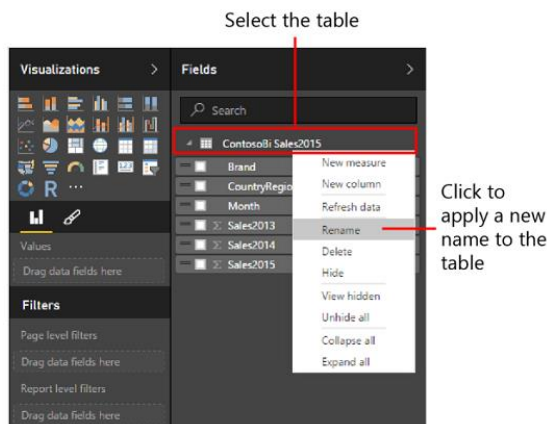 Select the table
Visualizations
Fields
Search
ContosoBi Sales2015
Brand
CountryRegio
Month
Sales2013
Sales2014
Sales2015
New measure
New column
Refresh data
Rename
Delete
Hide
View hidden
Unhide all
Collapse all
Expand all
Click to
apply a new
name to the
table
R
Values
Drag data fields here
Filters
Page level filters
Drag data fields here
Report level filters
Drag data fields here